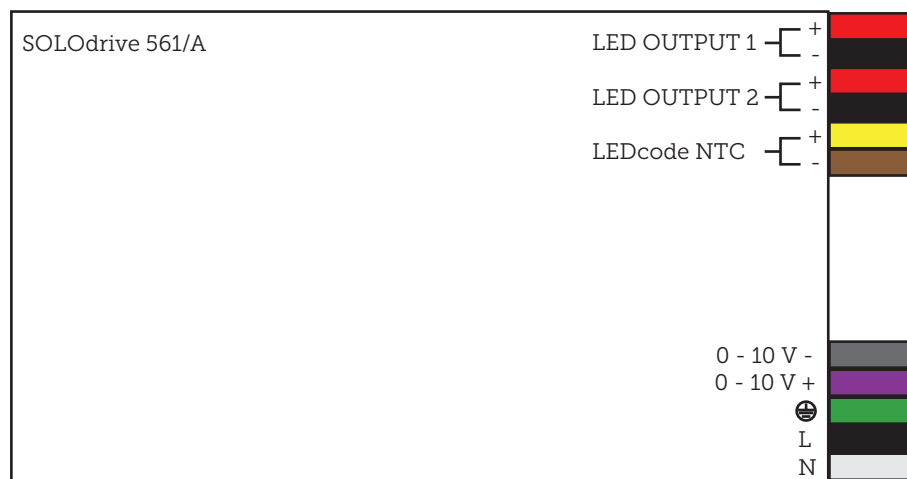 SOLOdrive 561/A
LED OUTPUT 1
+
-
LED OUTPUT 2
+
-
LEDcode NTC
+
-
0 - 10 V -
0 - 10 V +
L
N